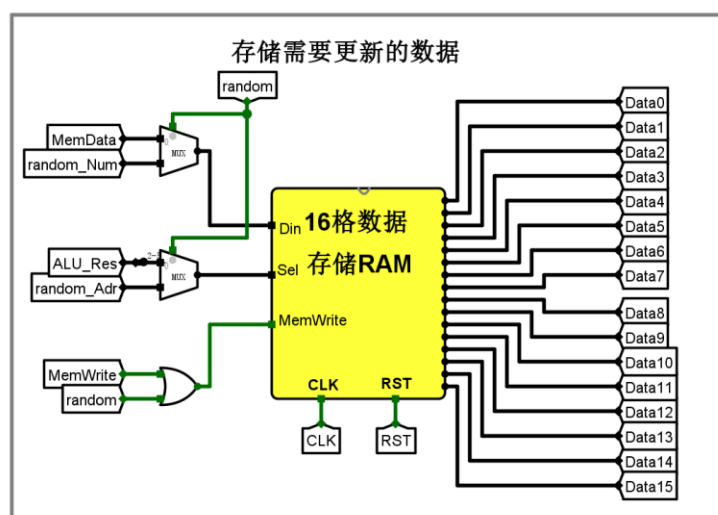 存储需要更新的数据
random
MemData
random_Num
MUX
ALU_Res
random_Adr
MUX
MemWrite
random
Din
Sel
MemWrite
16格数据
存储RAM
CLK
RST
CLK
RST
Data0
Data1
Data2
Data3
Data4
Data5
Data6
Data7
Data8
Data9
Data10
Data11
Data12
Data13
Data14
Data15